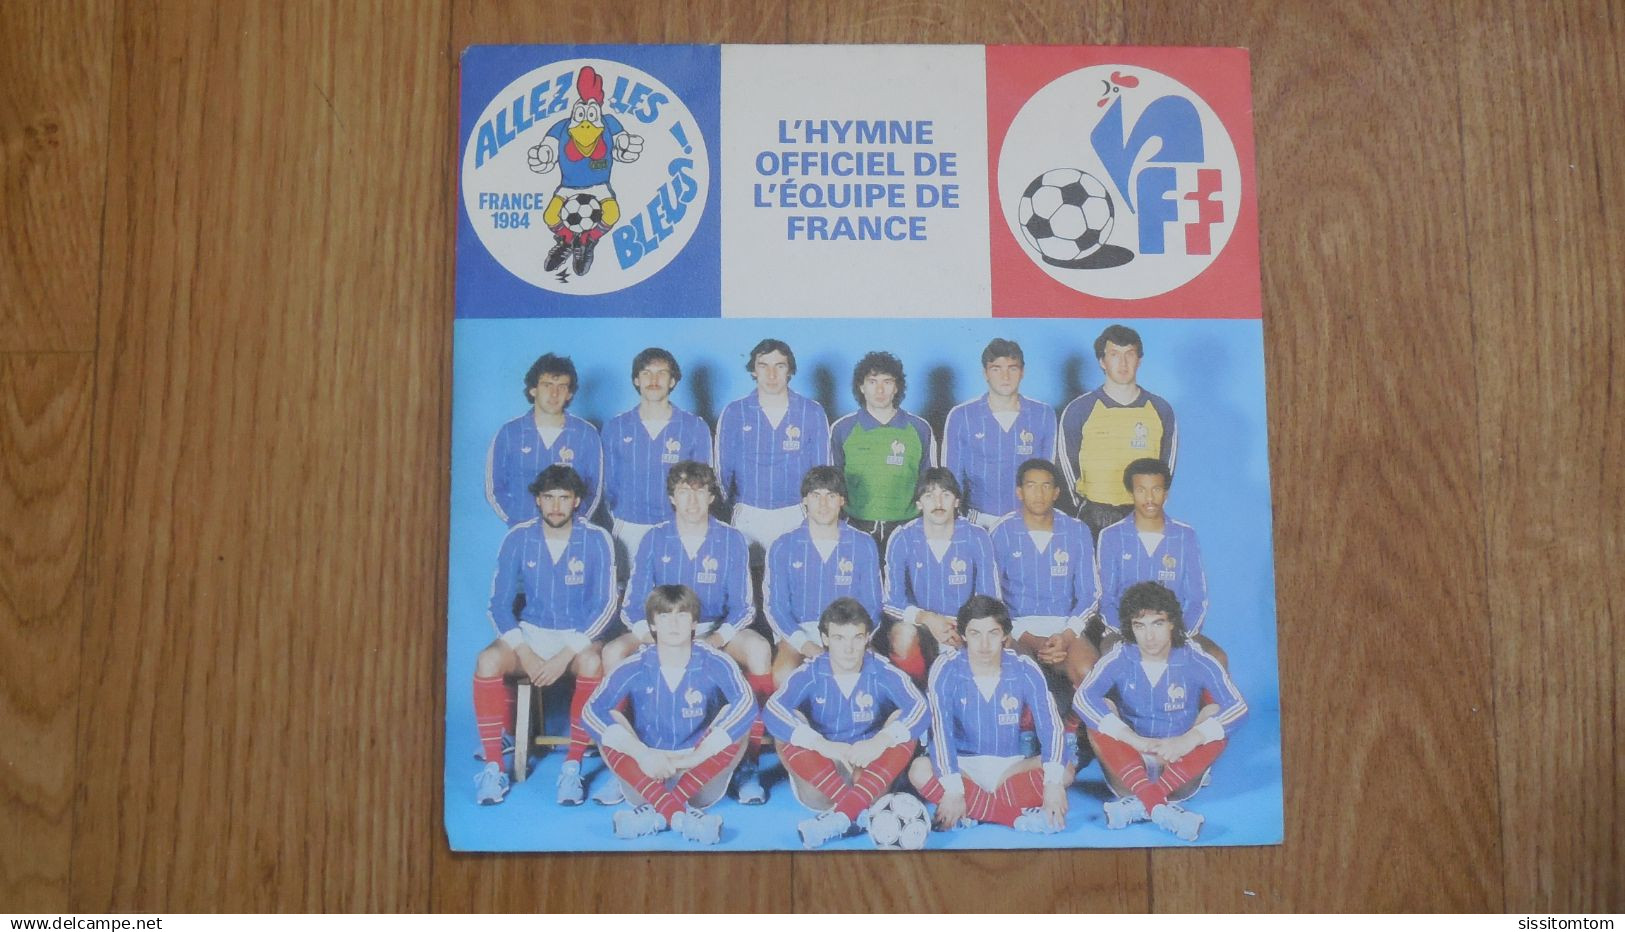 ALLEZ LES
BLEUS !
FRANCE
1984
L'HYMNE
OFFICIEL DE
L'ÉQUIPE DE
FRANCE
fff
www.delcampe.net
sissitomtom